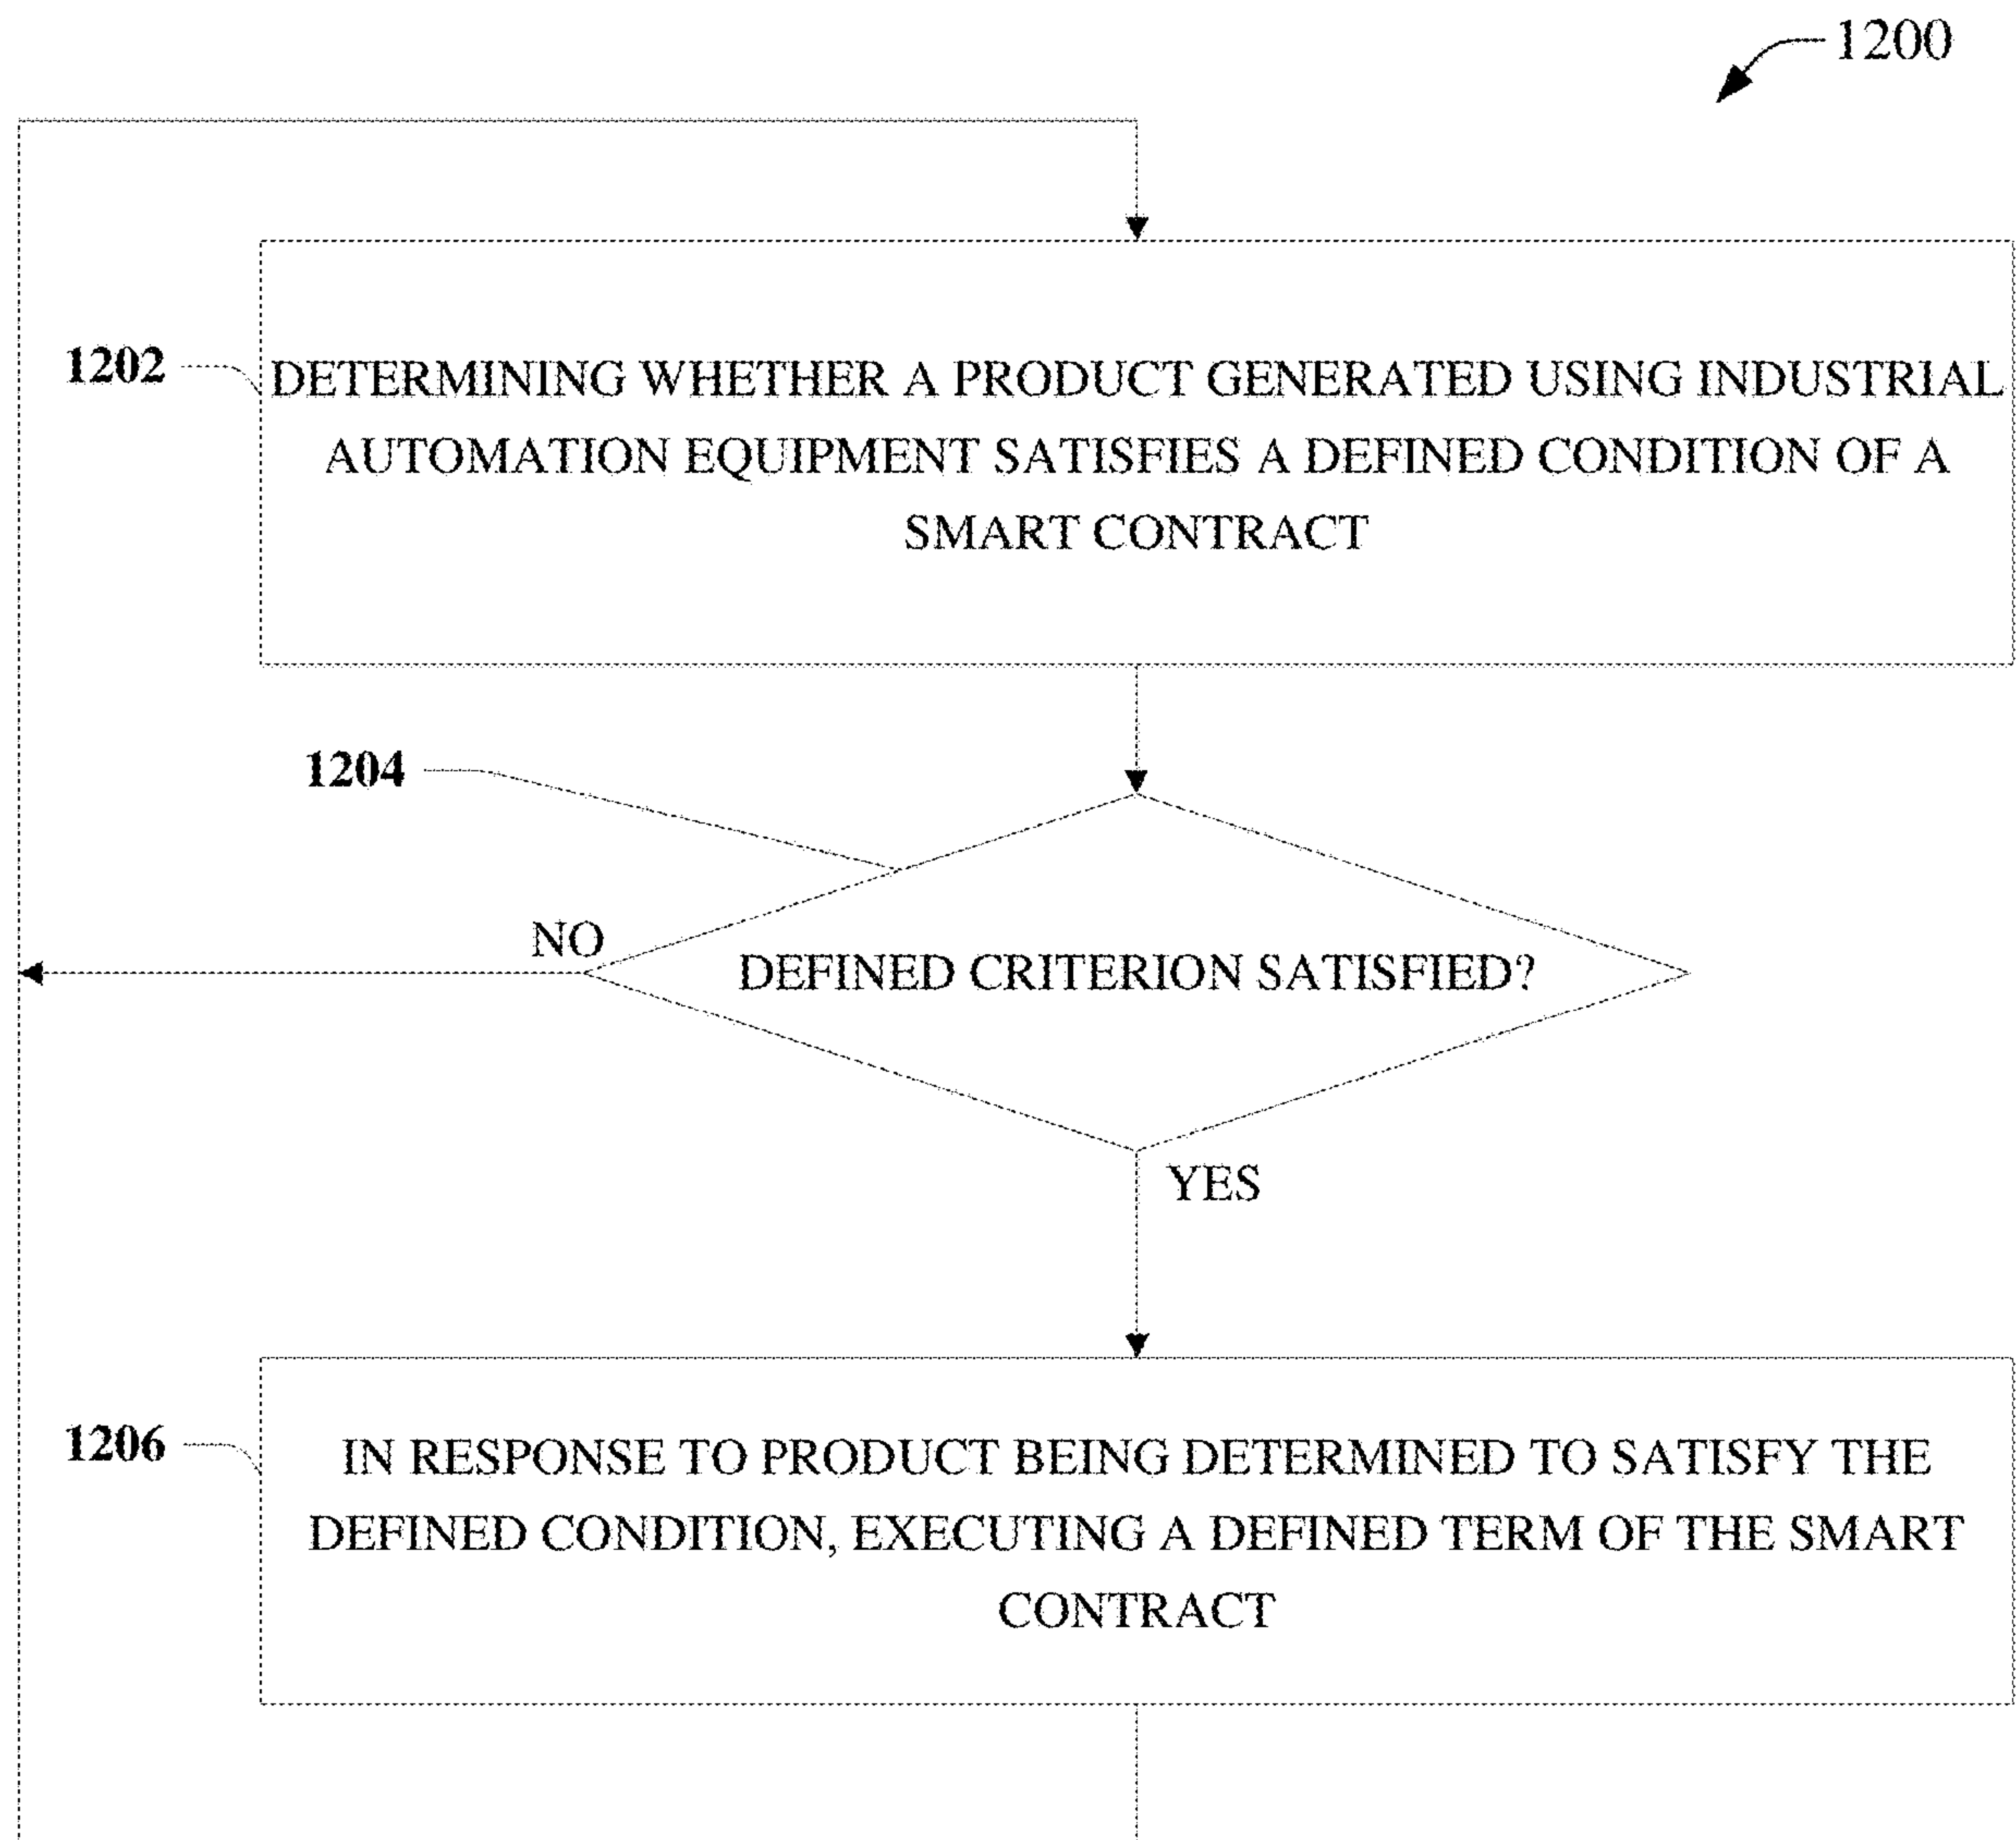 1200
1202
DETERMINING WHETHER A PRODUCT GENERATED USING INDUSTRIAL
AUTOMATION EQUIPMENT SATISFIES A DEFINED CONDITION OF A
SMART CONTRACT
1204
NO
DEFINED CRITERION SATISFIED?
YES
1206
IN RESPONSE TO PRODUCT BEING DETERMINED TO SATISFY THE
DEFINED CONDITION, EXECUTING A DEFINED TERM OF THE SMART
CONTRACT